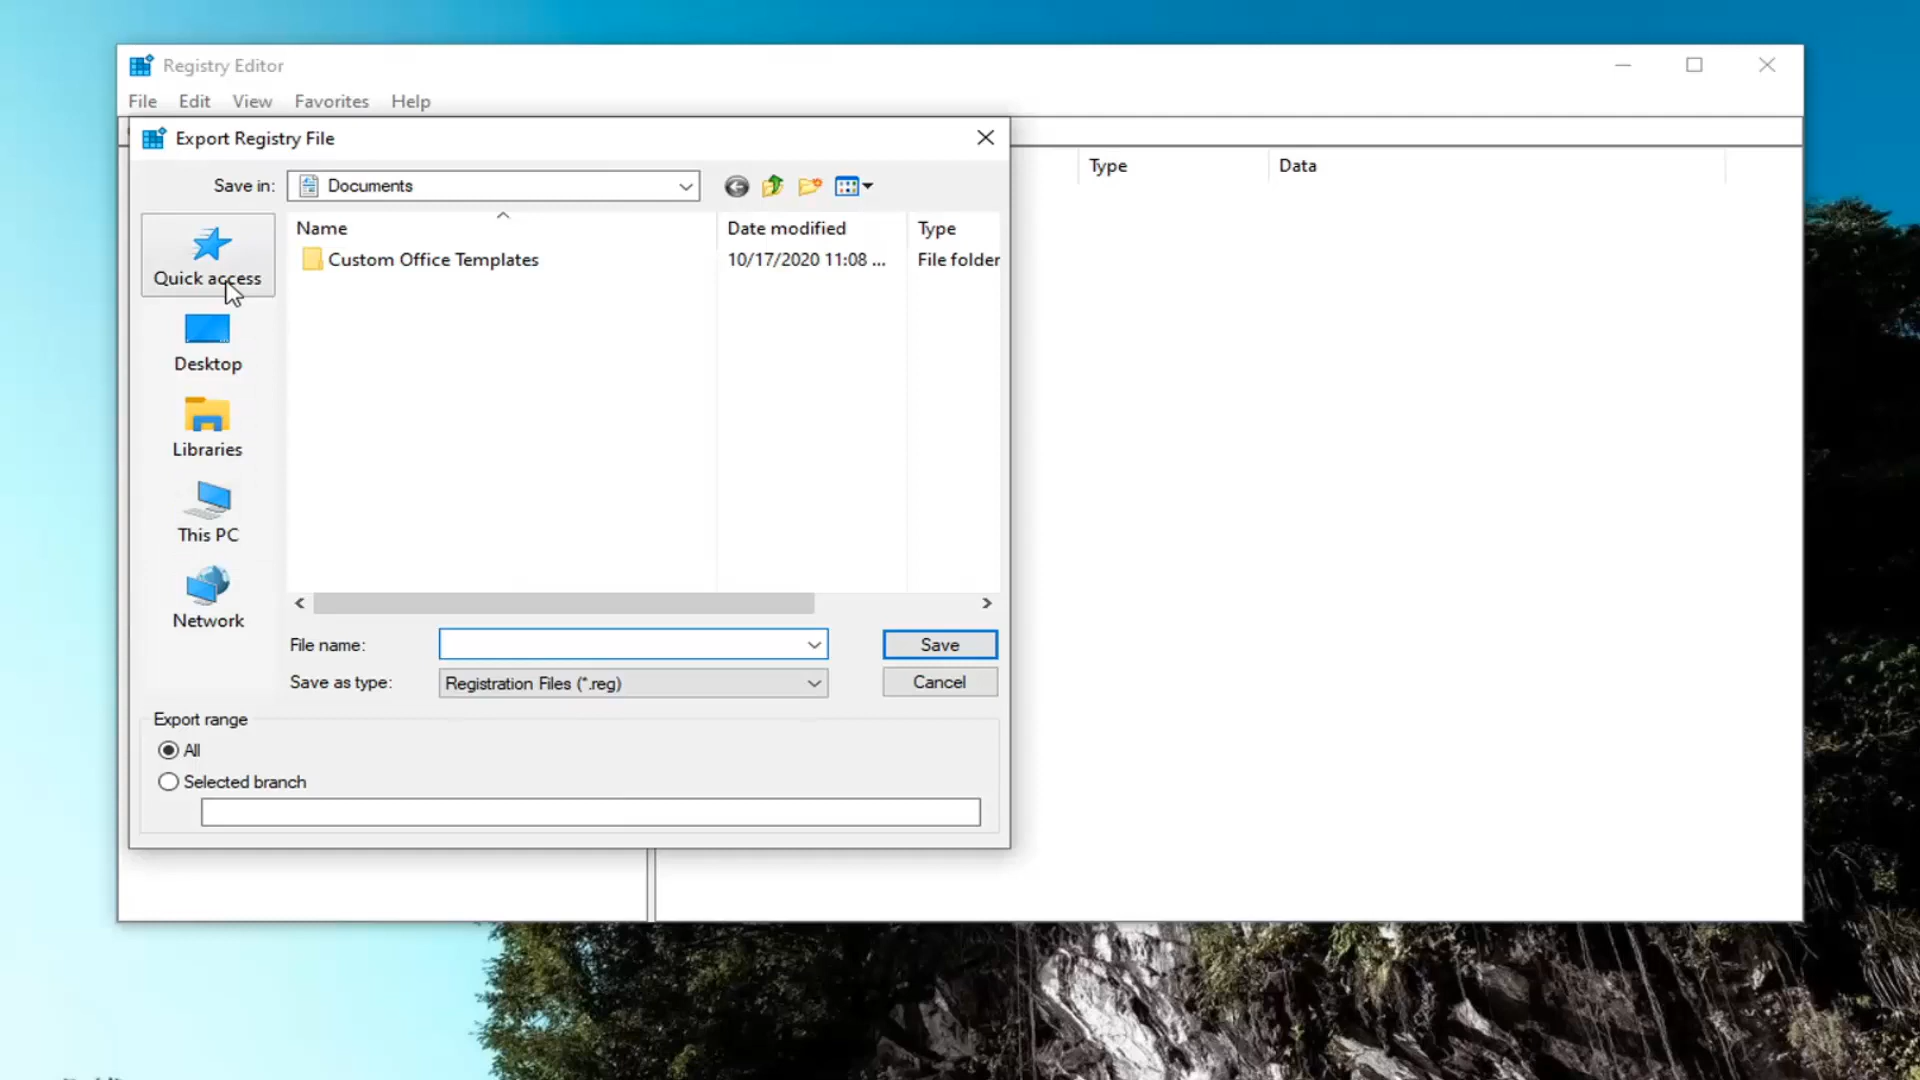 Registry Editor
File Edit View Favorites Help
Export Registry File
Save in: Documents
Type Data
Name Date modified Type
Custom Office Templates 10/17/2020 11:08 ... File folder
Quick access
Desktop
Libraries
This PC
Network
File name: Save
Save as type: Registration Files (*.reg) Cancel
Export range
All
Selected branch